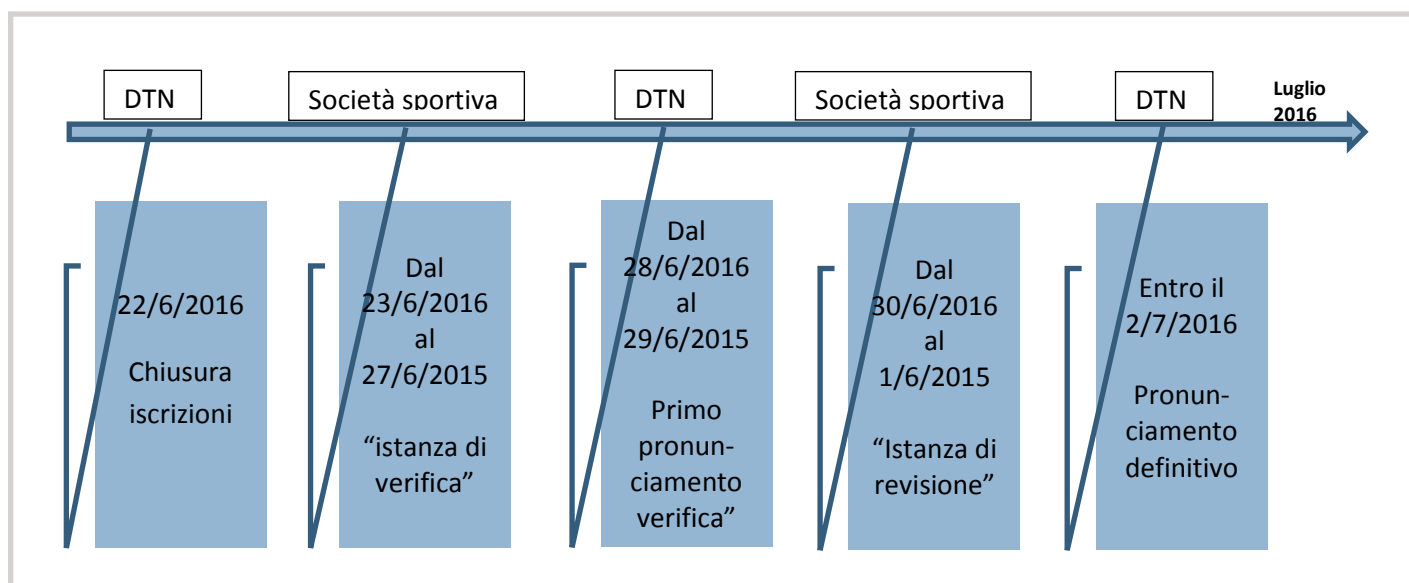 DTN
Società sportiva
DTN
Società sportiva
DTN
Luglio
2016
22/6/2016
Chiusura
iscrizioni
Dal
23/6/2016
al
27/6/2015
“istanza di
verifica”
Dal
28/6/2016
al
29/6/2015
Primo
pronun-
ciamento
verifica”
Dal
30/6/2016
al
1/6/2015
“Istanza di
revisione”
Entro il
2/7/2016
Pronun-
ciamento
definitivo